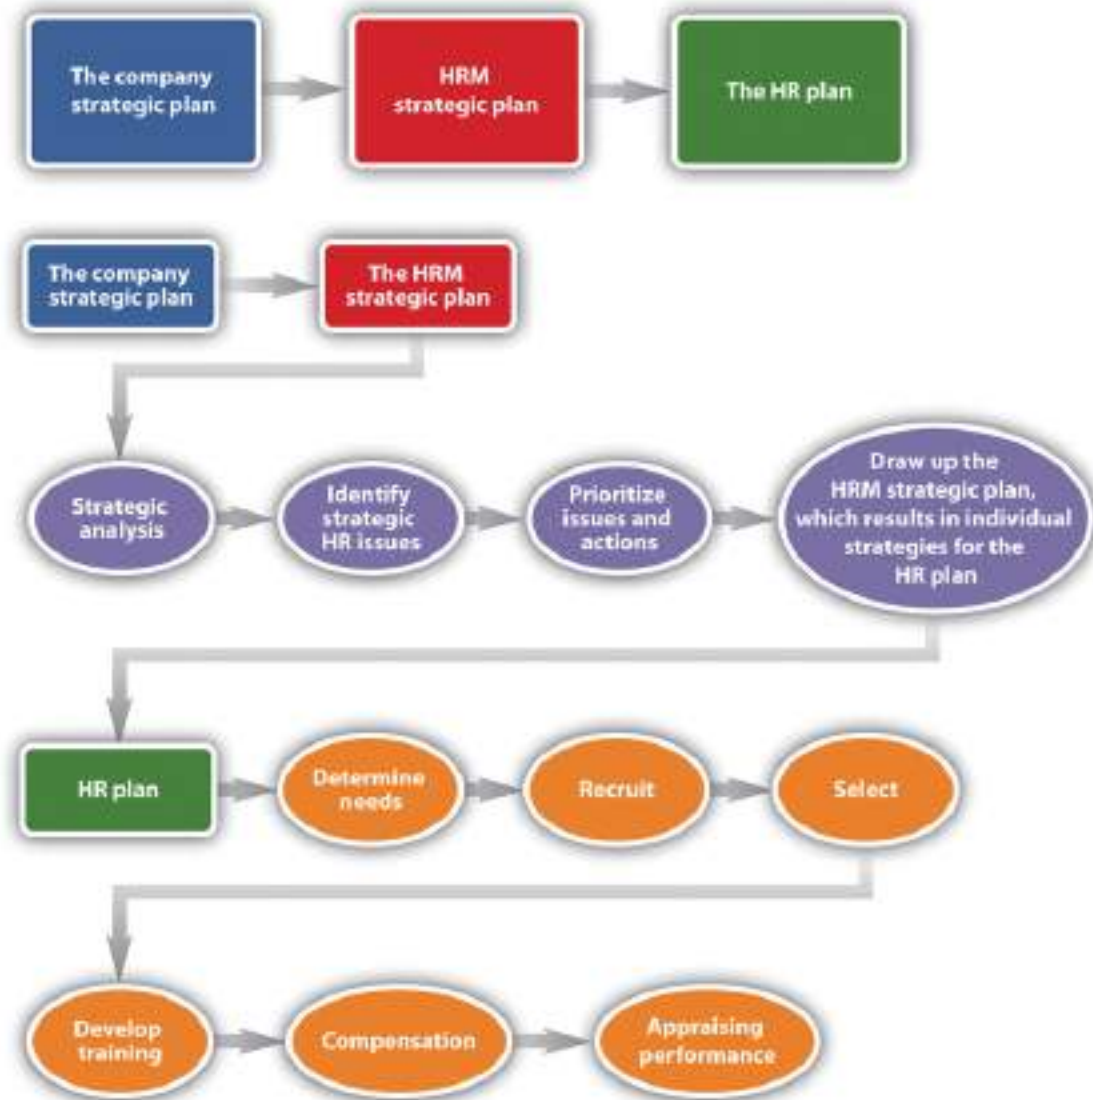 The company
strategic plan
HRM
strategic plan
The HR plan
The company
strategic plan
The HRM
strategic plan
Strategic
analysis
Identify
strategic
HR issues
Prioritize
issues and
actions
Draw up the
HRM strategic plan,
which results in individual
strategies for the
HR plan
HR plan
Determine
needs
Recruit
Select
Develop
training
Compensation
Appraising
performance